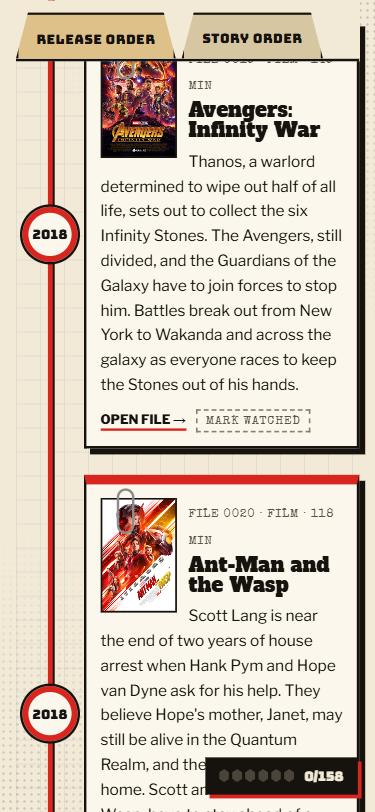 RELEASE ORDER
STORY ORDER
MIN
Avengers:
Infinity War
AVENGERS
INFINITY WAR
Thanos, a warlord
determined to wipe out half of all
life, sets out to collect the six
2018
Infinity Stones. The Avengers, still
divided, and the Guardians of the
Galaxy have to join forces to stop
him. Battles break out from New
York to Wakanda and across the
galaxy as everyone races to keep
the Stones out of his hands.
OPEN FILE → MARK WATCHED
FILE 0020 · FILM · 118
MIN
Ant-Man and
the Wasp
ANT-MAN
Scott Lang is near
the end of two years of house
arrest when Hank Pym and Hope
van Dyne ask for his help. They
2018
believe Hope's mother, Janet, may
still be alive in the Quantum
Realm, and the
home. Scott an
0/158